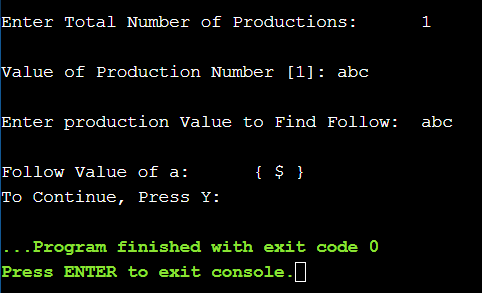 Enter Total Number of Productions: 1
Value of Production Number [1]: abc
Enter production Value to Find Follow: abc
Follow Value of a: { $ }
To Continue, Press Y:
...Program finished with exit code 0
Press ENTER to exit console.